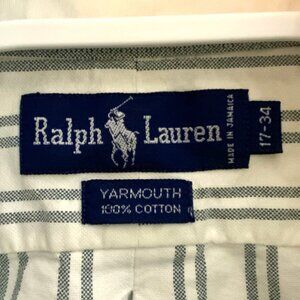 Ralph Lauren
MADE IN JAMAICA
17-34
YARMOUTH
100% COTTON